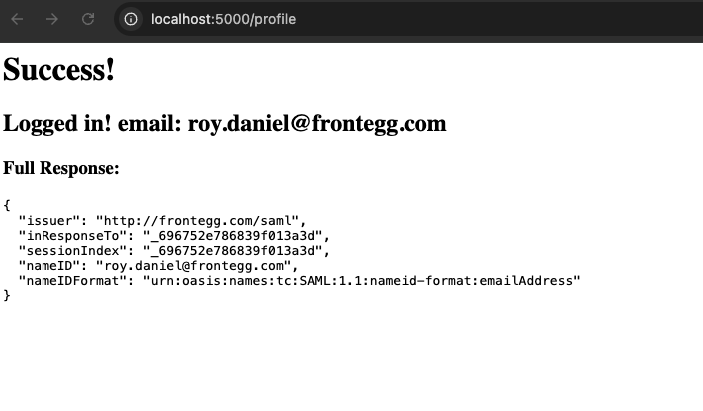 localhost:5000/profile
Success!
Logged in! email: roy.daniel@frontegg.com
Full Response:
{
  "issuer": "http://frontegg.com/saml",
  "inResponseTo": "_696752e786839f013a3d",
  "sessionIndex": "_696752e786839f013a3d",
  "nameID": "roy.daniel@frontegg.com",
  "nameIDFormat": "urn:oasis:names:tc:SAML:1.1:nameid-format:emailAddress"
}